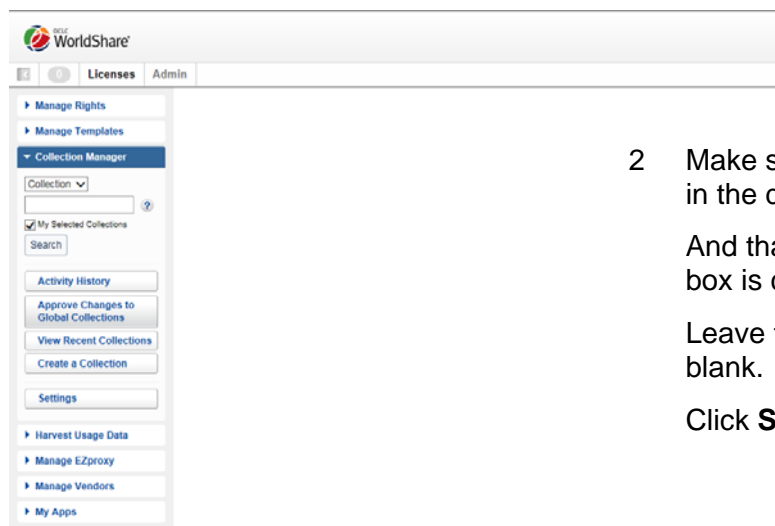 OCLC
WorldShare
0 Licenses Admin
Manage Rights
Manage Templates
Collection Manager
Collection
?
My Selected Collections
Search
Activity History
Approve Changes to
Global Collections
View Recent Collections
Create a Collection
Settings
Harvest Usage Data
Manage EZproxy
Manage Vendors
My Apps
2 Make
in the
And
box is
Leave
blank.
Click